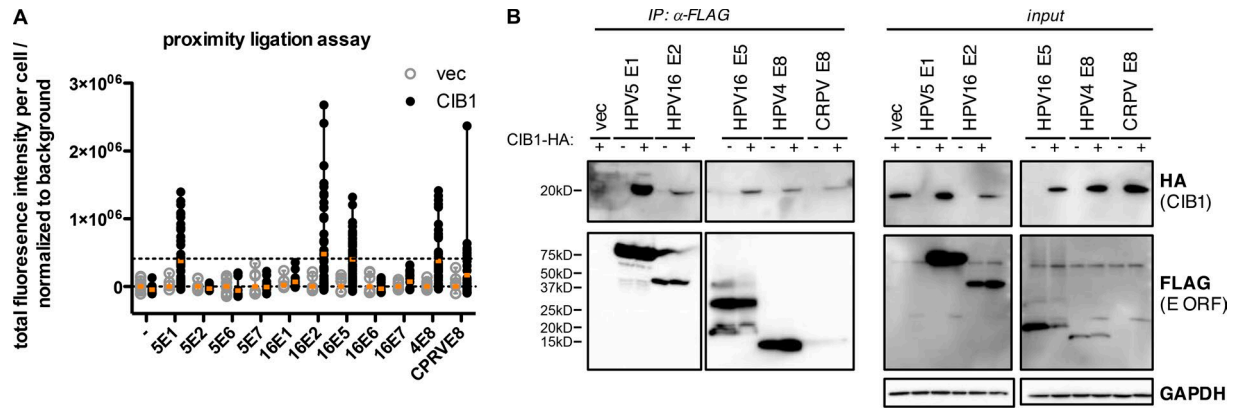 A
proximity ligation assay
total fluoresence intensity per cell /
normalized to background
3×10⁰⁶
2×10⁰⁶
1×10⁰⁶
0
vec
CIB1
-
5E1
5E2
5E6
5E7
16E1
16E2
16E5
16E6
16E7
4E8
CPRVE8
B
IP: α-FLAG
input
vec
HPV5 E1
HPV16 E2
HPV16 E5
HPV4 E8
CRPV E8
vec
HPV5 E1
HPV16 E2
HPV16 E5
HPV4 E8
CRPV E8
CIB1-HA: + - + - + - + - + - + + - + - + - + - + - +
20kD
HA
(CIB1)
75kD
50kD
37kD
25kD
20kD
15kD
FLAG
(E ORF)
GAPDH